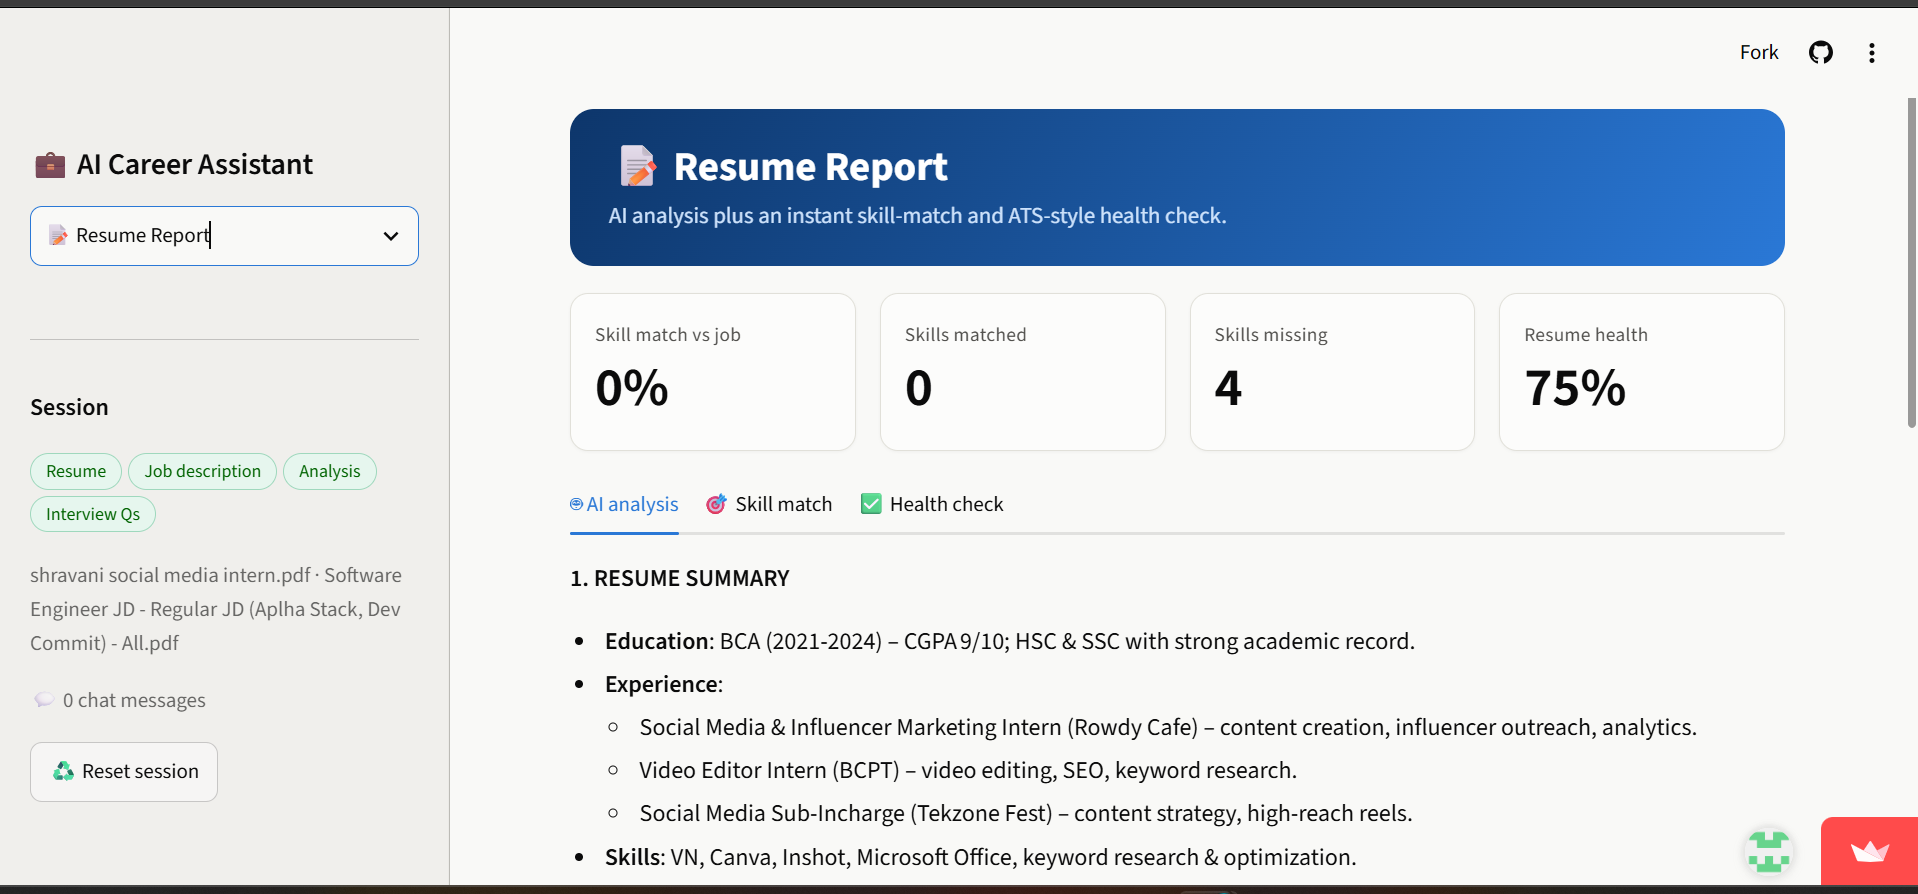 Fork
AI Career Assistant
Resume Report
Session
Resume
Job description
Analysis
Interview Qs
shravani social media intern.pdf · Software
Engineer JD - Regular JD (Aplha Stack, Dev
Commit) - All.pdf
0 chat messages
Reset session
Resume Report
AI analysis plus an instant skill-match and ATS-style health check.
Skill match vs job
0%
Skills matched
0
Skills missing
4
Resume health
75%
AI analysis
Skill match
Health check
1. RESUME SUMMARY
Education: BCA (2021-2024) – CGPA 9/10; HSC & SSC with strong academic record.
Experience:
Social Media & Influencer Marketing Intern (Rowdy Cafe) – content creation, influencer outreach, analytics.
Video Editor Intern (BCPT) – video editing, SEO, keyword research.
Social Media Sub-Incharge (Tekzone Fest) – content strategy, high-reach reels.
Skills: VN, Canva, Inshot, Microsoft Office, keyword research & optimization.